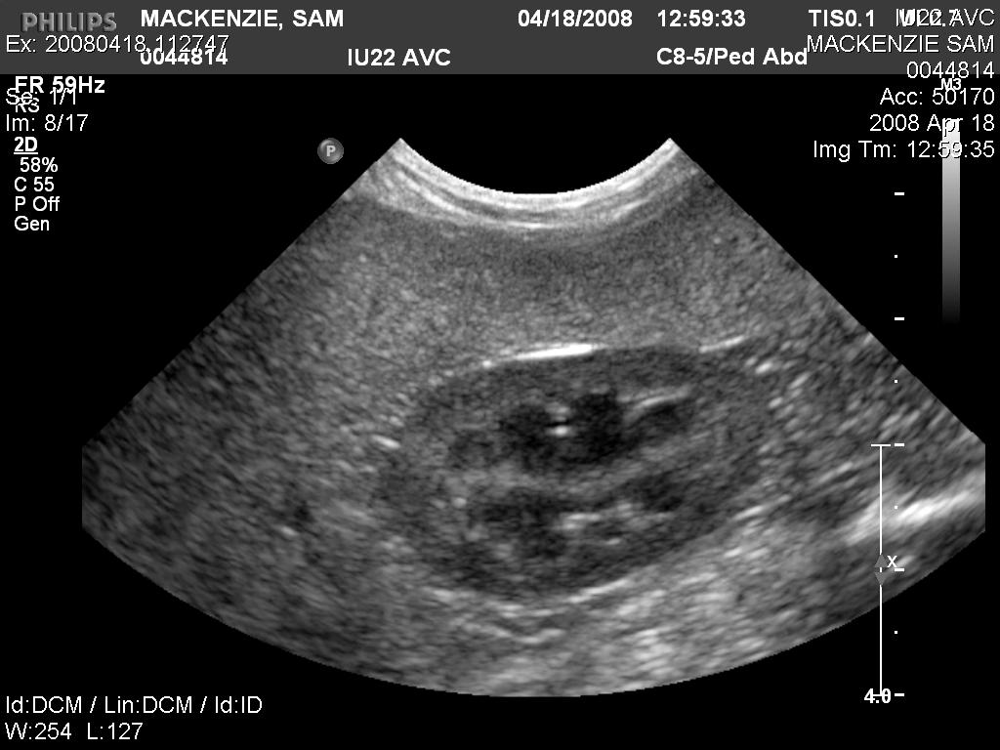 PHILIPS MACKENZIE, SAM 04/18/2008 12:59:33 TIS0.1 IU22 AVC
Ex: 20080418.112747 MACKENZIE SAM
0044814 IU22 AVC C8-5/Ped Abd 0044814
FR 59Hz M3
Se: 1/1 Acc: 50170
R3
Im: 8/17 2008 Apr 18
2D P Img Tm: 12:59:35
58%
C 55
P Off
Gen
X
4.0
Id:DCM / Lin:DCM / Id:ID
W:254 L:127